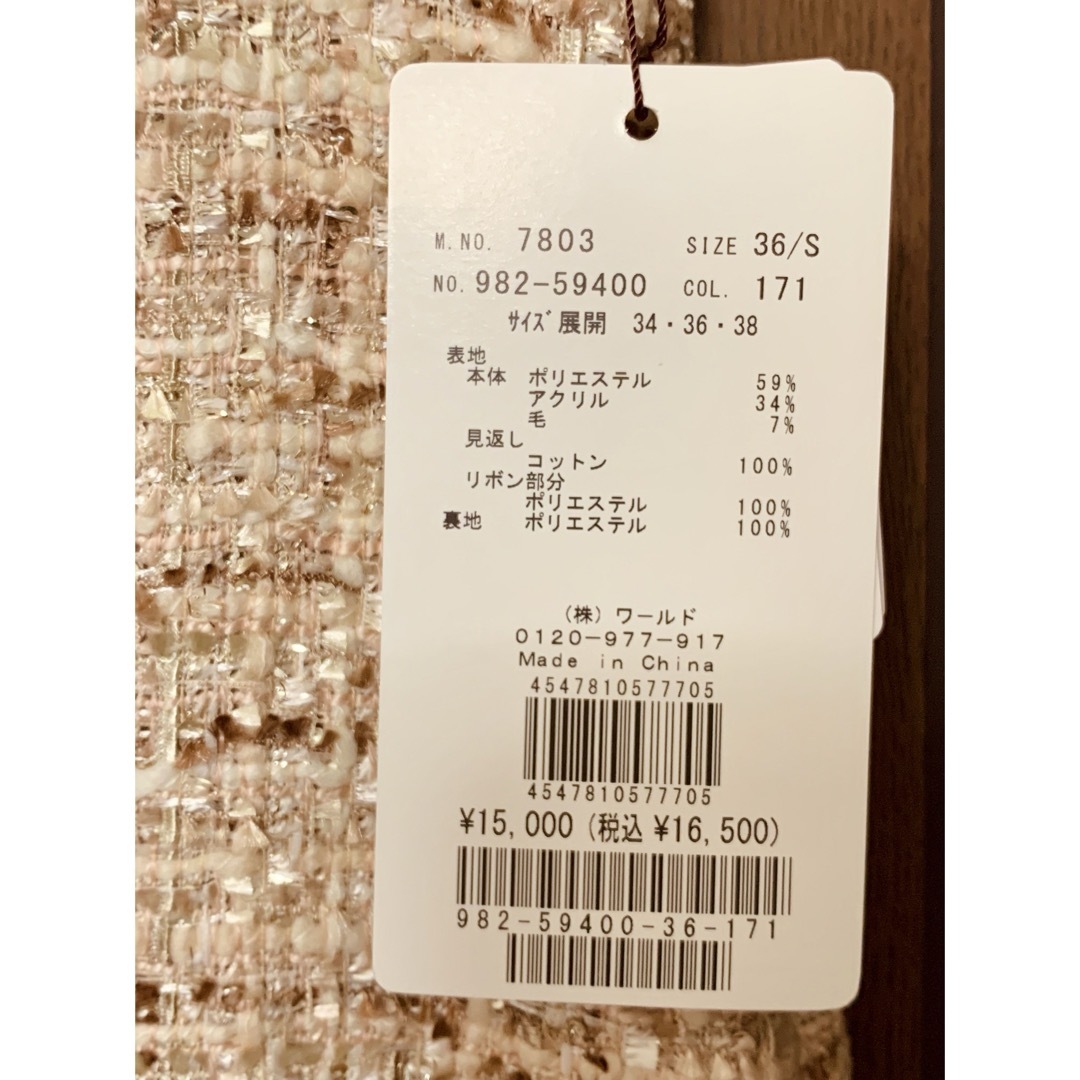 M.NO. 7803 SIZE 36/S
NO. 982-59400 COL. 171
ｻｲｽﾞ展開 34・36・38
表地
本体 ポリエステル 59%
アクリル 34%
毛 7%
見返し
コットン 100%
リボン部分
ポリエステル 100%
裏地 ポリエステル 100%
(株) ワールド
0120-977-917
Made in China
4547810577705
4547810577705
¥15,000 (税込 ¥16,500)
982-59400-36-171